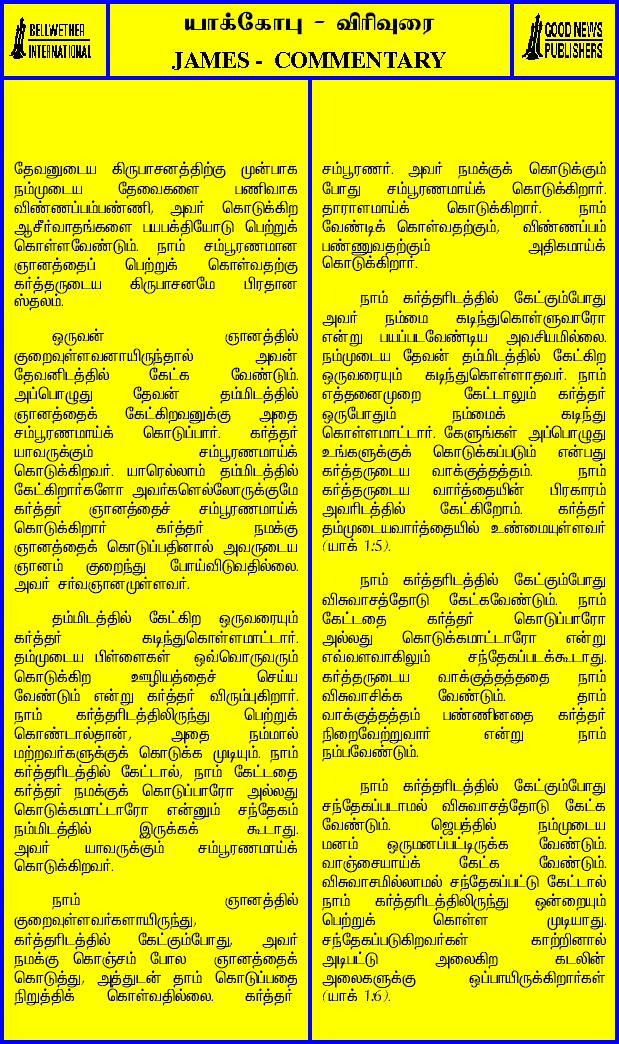 BELLWETHER
INTERNATIONAL
யாக்கோபு - விரிவுரை
JAMES - COMMENTARY
GOOD NEWS
PUBLISHERS
தேவனுடைய கிருபாசனத்திற்கு முன்பாக
நம்முடைய தேவைகளை பணிவாக
விண்ணப்பம்பண்ணி, அவர் கொடுக்கிற
ஆசீர்வாதங்களை பயபக்தியோடு பெற்றுக்
கொள்ளவேண்டும். நாம் சம்பூரணமான
ஞானத்தைப் பெற்றுக் கொள்வதற்கு
கர்த்தருடைய கிருபாசனமே பிரதான
ஸ்தலம்.
ஒருவன் ஞானத்தில்
குறைவுள்ளவனாயிருந்தால் அவன்
தேவனிடத்தில் கேட்க வேண்டும்.
அப்பொழுது தேவன் தம்மிடத்தில்
ஞானத்தைக் கேட்கிறவனுக்கு அதை
சம்பூரணமாய்க் கொடுப்பார். கர்த்தர்
யாவருக்கும் சம்பூரணமாய்க்
கொடுக்கிறவர். யாரெல்லாம் தம்மிடத்தில்
கேட்கிறார்களோ அவர்களெல்லோருக்குமே
கர்த்தர் ஞானத்தைச் சம்பூரணமாய்க்
கொடுக்கிறார் கர்த்தர் நமக்கு
ஞானத்தைக் கொடுப்பதினால் அவருடைய
ஞானம் குறைந்து போய்விடுவதில்லை.
அவர் சர்வஞானமுள்ளவர்.
தம்மிடத்தில் கேட்கிற ஒருவரையும்
கர்த்தர் கடிந்துகொள்ளமாட்டார்.
தம்முடைய பிள்ளைகள் ஒவ்வொருவரும்
கொடுக்கிற ஊழியத்தைச் செய்ய
வேண்டும் என்று கர்த்தர் விரும்புகிறார்.
நாம் கர்த்தரிடத்திலிருந்து பெற்றுக்
கொண்டால்தான், அதை நம்மால்
மற்றவர்களுக்குக் கொடுக்க முடியும். நாம்
கர்த்தரிடத்தில் கேட்டால், நாம் கேட்டதை
கர்த்தர் நமக்குக் கொடுப்பாரோ அல்லது
கொடுக்கமாட்டாரோ என்னும் சந்தேகம்
நம்மிடத்தில் இருக்கக் கூடாது.
அவர் யாவருக்கும் சம்பூரணமாய்க்
கொடுக்கிறவர்.
நாம் ஞானத்தில்
குறைவுள்ளவர்களாயிருந்து,
கர்த்தரிடத்தில் கேட்கும்போது, அவர்
நமக்கு கொஞ்சம் போல ஞானத்தைக்
கொடுத்து, அத்துடன் தாம் கொடுப்பதை
நிறுத்திக் கொள்வதில்லை. கர்த்தர்
சம்பூரணர். அவர் நமக்குக் கொடுக்கும்
போது சம்பூரணமாய்க் கொடுக்கிறார்.
தாராளமாய்க் கொடுக்கிறார். நாம்
வேண்டிக் கொள்வதற்கும், விண்ணப்பம்
பண்ணுவதற்கும் அதிகமாய்க்
கொடுக்கிறார்.
நாம் கர்த்தரிடத்தில் கேட்கும்போது
அவர் நம்மை கடிந்துகொள்ளுவாரோ
என்று பயப்படவேண்டிய அவசியமில்லை.
நம்முடைய தேவன் தம்மிடத்தில் கேட்கிற
ஒருவரையும் கடிந்துகொள்ளாதவர். நாம்
எத்தனைமுறை கேட்டாலும் கர்த்தர்
ஒருபோதும் நம்மைக் கடிந்து
கொள்ளமாட்டார். கேளுங்கள் அப்பொழுது
உங்களுக்குக் கொடுக்கப்படும் என்பது
கர்த்தருடைய வாக்குத்தத்தம். நாம்
கர்த்தருடைய வார்த்தையின் பிரகாரம்
அவரிடத்தில் கேட்கிறோம். கர்த்தர்
தம்முடையவார்த்தையில் உண்மையுள்ளவர்
(யாக் 1:5).
நாம் கர்த்தரிடத்தில் கேட்கும்போது
விசுவாசத்தோடு கேட்கவேண்டும். நாம்
கேட்டதை கர்த்தர் கொடுப்பாரோ
அல்லது கொடுக்கமாட்டாரோ என்று
எவ்வளவாகிலும் சந்தேகப்படக்கூடாது.
கர்த்தருடைய வாக்குத்தத்ததை நாம்
விசுவாசிக்க வேண்டும். தாம்
வாக்குத்தத்தம் பண்ணினதை கர்த்தர்
நிறைவேற்றுவார் என்று நாம்
நம்பவேண்டும்.
நாம் கர்த்தரிடத்தில் கேட்கும்போது
சந்தேகப்படாமல் விசுவாசத்தோடு கேட்க
வேண்டும். ஜெபத்தில் நம்முடைய
மனம் ஒருமனப்பட்டிருக்க வேண்டும்.
வாஞ்சையாய்க் கேட்க வேண்டும்.
விசுவாசமில்லாமல் சந்தேகப்பட்டு கேட்டால்
நாம் கர்த்தரிடத்திலிருந்து ஒன்றையும்
பெற்றுக் கொள்ள முடியாது.
சந்தேகப்படுகிறவர்கள் காற்றினால்
அடிபட்டு அலைகிற கடலின்
அலைகளுக்கு ஒப்பாயிருக்கிறார்கள்
(யாக் 1:6).